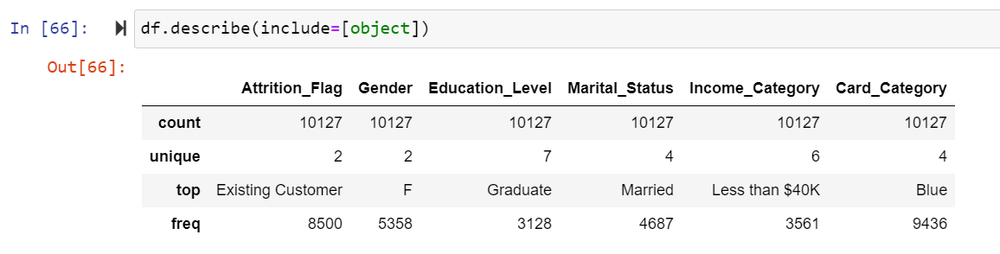 In [66]: df.describe(include=[object])
Out[66]:
Attrition_Flag Gender Education_Level Marital_Status Income_Category Card_Category
count 10127 10127 10127 10127 10127 10127
unique 2 2 7 4 6 4
top Existing Customer F Graduate Married Less than $40K Blue
freq 8500 5358 3128 4687 3561 9436